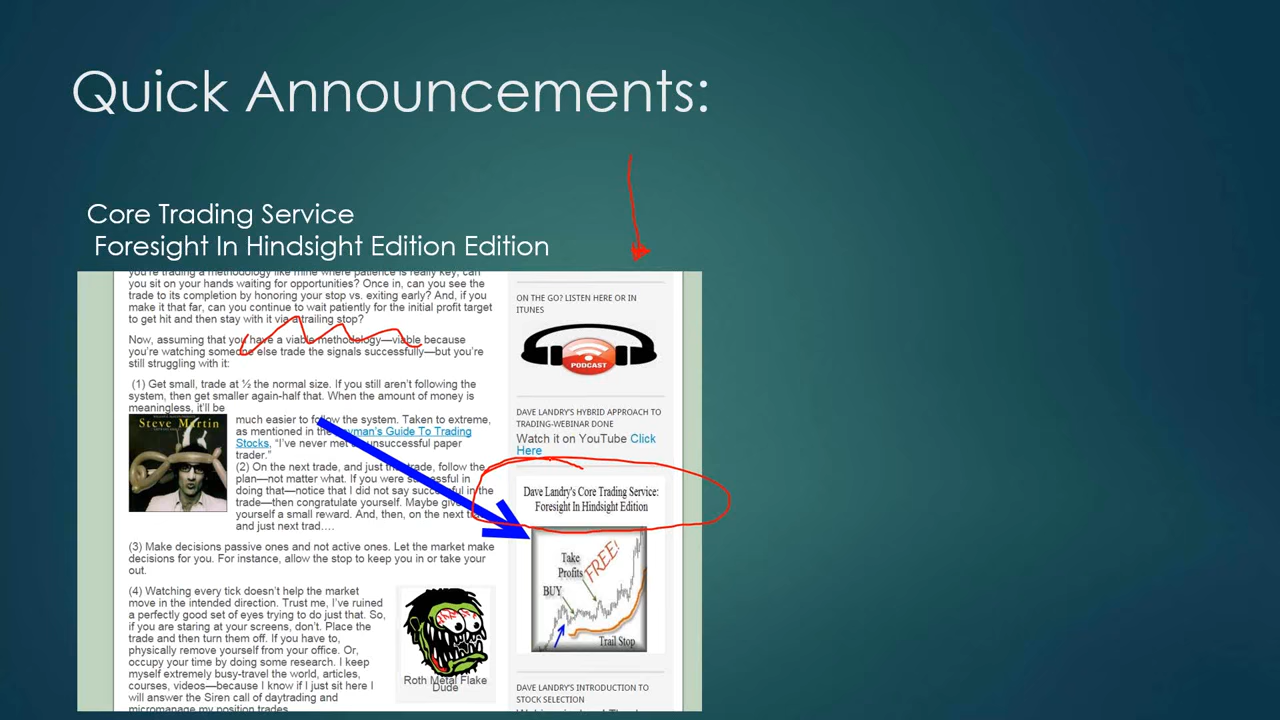 Quick Announcements:
Core Trading Service
Foresight In Hindsight Edition Edition
you're trading a methodology like mine where patience is really key, can
you sit on your hands waiting for opportunities? Once in, can you see the
trade to its completion by honoring your stop vs. exiting early? And, if you
make it that far, can you continue to wait patiently for the initial profit target
to get hit and then stay with it via a trailing stop?
Now, assuming that you have a viable methodology—viable because
you're watching someone else trade the signals successfully—but you're
still struggling with it:
(1) Get small, trade at ½ the normal size. If you still aren't following the
system, then get smaller again-half that. When the amount of money is
meaningless, it'll be
Steve Martin
much easier to follow the system. Taken to extreme,
as mentioned in the Layman's Guide To Trading
Stocks, "I've never met an unsuccessful paper
trader."
(2) On the next trade, and just the trade, follow the
plan—not matter what. If you were successful in
doing that—notice that I did not say successful in the
trade—then congratulate yourself. Maybe give
yourself a small reward. And, then, on the next
and just next trad....
(3) Make decisions passive ones and not active ones. Let the market make
decisions for you. For instance, allow the stop to keep you in or take your
out.
(4) Watching every tick doesn't help the market
move in the intended direction. Trust me, I've ruined
a perfectly good set of eyes trying to do just that. So,
if you are staring at your screens, don't. Place the
trade and then turn them off. If you have to,
physically remove yourself from your office. Or,
occupy your time by doing some research. I keep
myself extremely busy-travel the world, articles,
courses, videos—because I know if I just sit here I
will answer the Siren call of daytrading and
micromanage my position trades.
Roth Metal Flake
Dude
ON THE GO? LISTEN HERE OR IN
ITUNES
PODCAST
DAVE LANDRY'S HYBRID APPROACH TO
TRADING-WEBINAR DONE
Watch it on YouTube Click
Here
Dave Landry's Core Trading Service:
Foresight In Hindsight Edition
Take
Profits
FREE!
BUY
Trail Stop
DAVE LANDRY'S INTRODUCTION TO
STOCK SELECTION